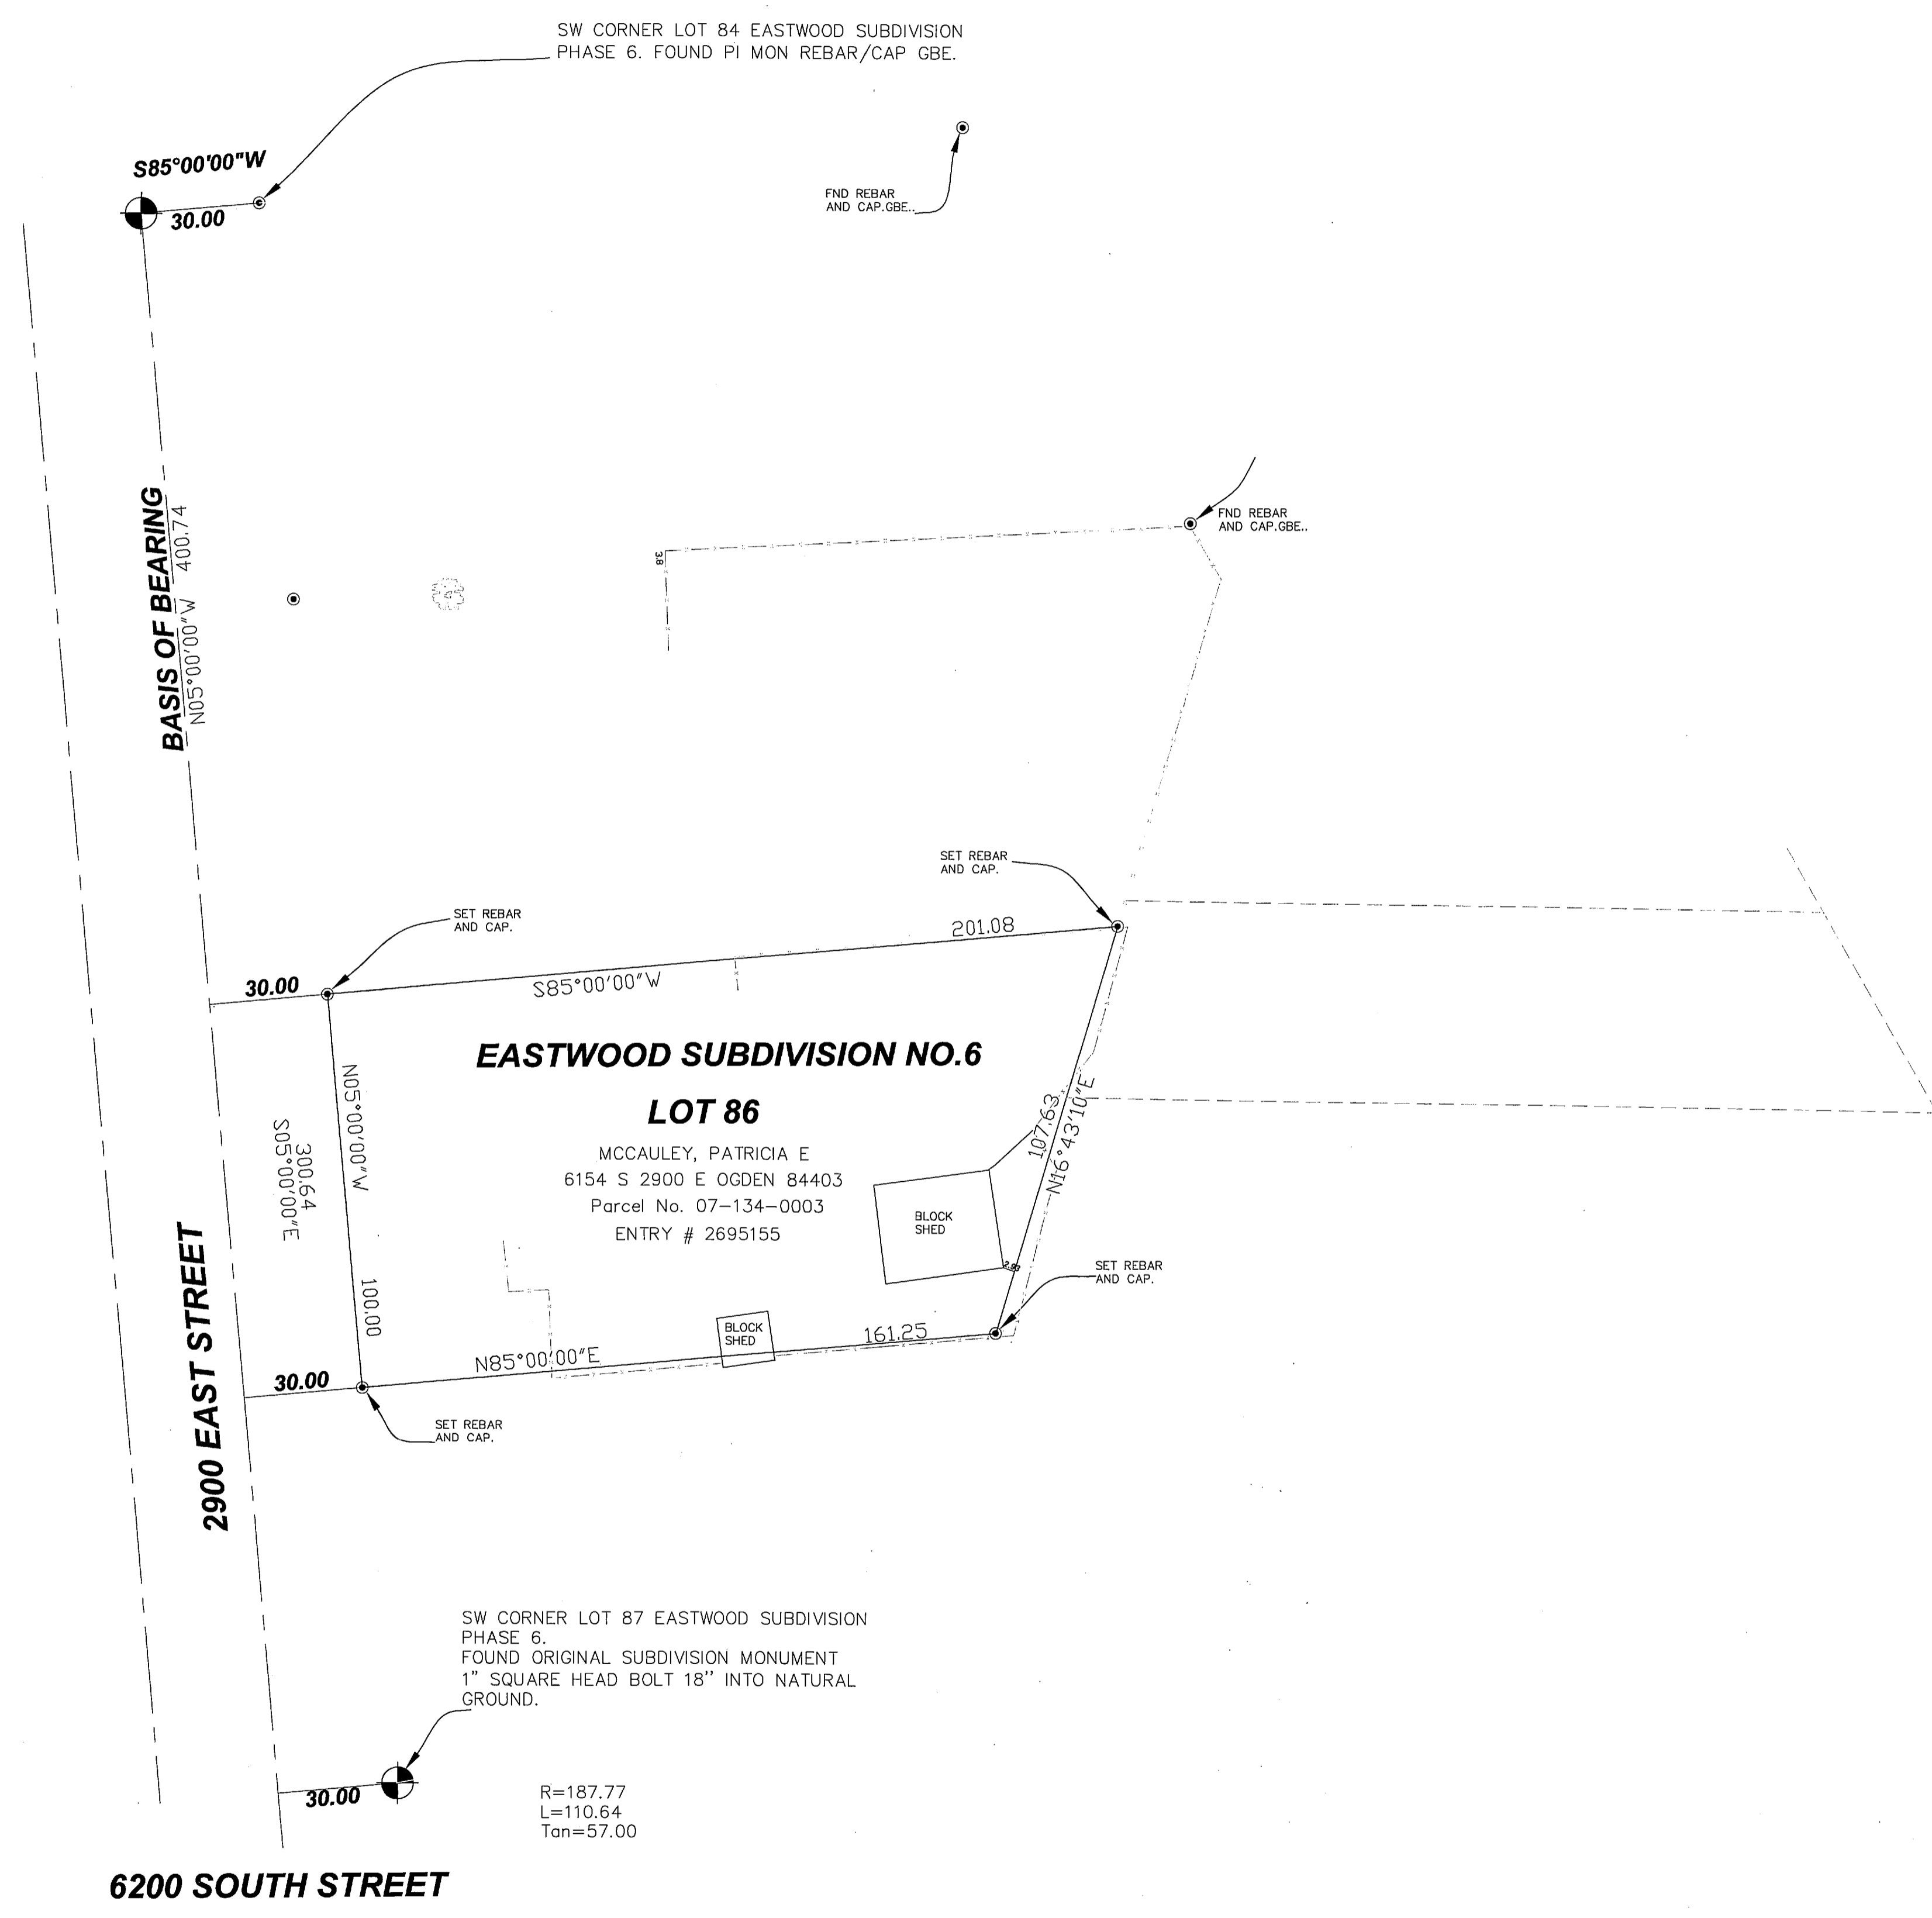 SW CORNER LOT 84 EASTWOOD SUBDIVISION
PHASE 6. FOUND PI MON REBAR/CAP GBE.
S85°00'00"W
30.00
FND REBAR
AND CAP.GBE..
BASIS OF BEARING
N05°00'00"W 400.74
FND REBAR
AND CAP.GBE..
3.8
SET REBAR
AND CAP.
SET REBAR
AND CAP.
201.08
30.00
S85°00'00"W
EASTWOOD SUBDIVISION NO.6
LOT 86
MCCAULEY, PATRICIA E
6154 S 2900 E OGDEN 84403
Parcel No. 07-134-0003
ENTRY # 2695155
N05°00'00"W
100.00
300.64
S05°00'00"E
107.63
N16°43'10"E
BLOCK
SHED
2.93
SET REBAR
AND CAP.
BLOCK
SHED
161.25
N85°00'00"E
30.00
SET REBAR
AND CAP.
2900 EAST STREET
SW CORNER LOT 87 EASTWOOD SUBDIVISION
PHASE 6.
FOUND ORIGINAL SUBDIVISION MONUMENT
1" SQUARE HEAD BOLT 18'' INTO NATURAL
GROUND.
30.00
R=187.77
L=110.64
Tan=57.00
6200 SOUTH STREET